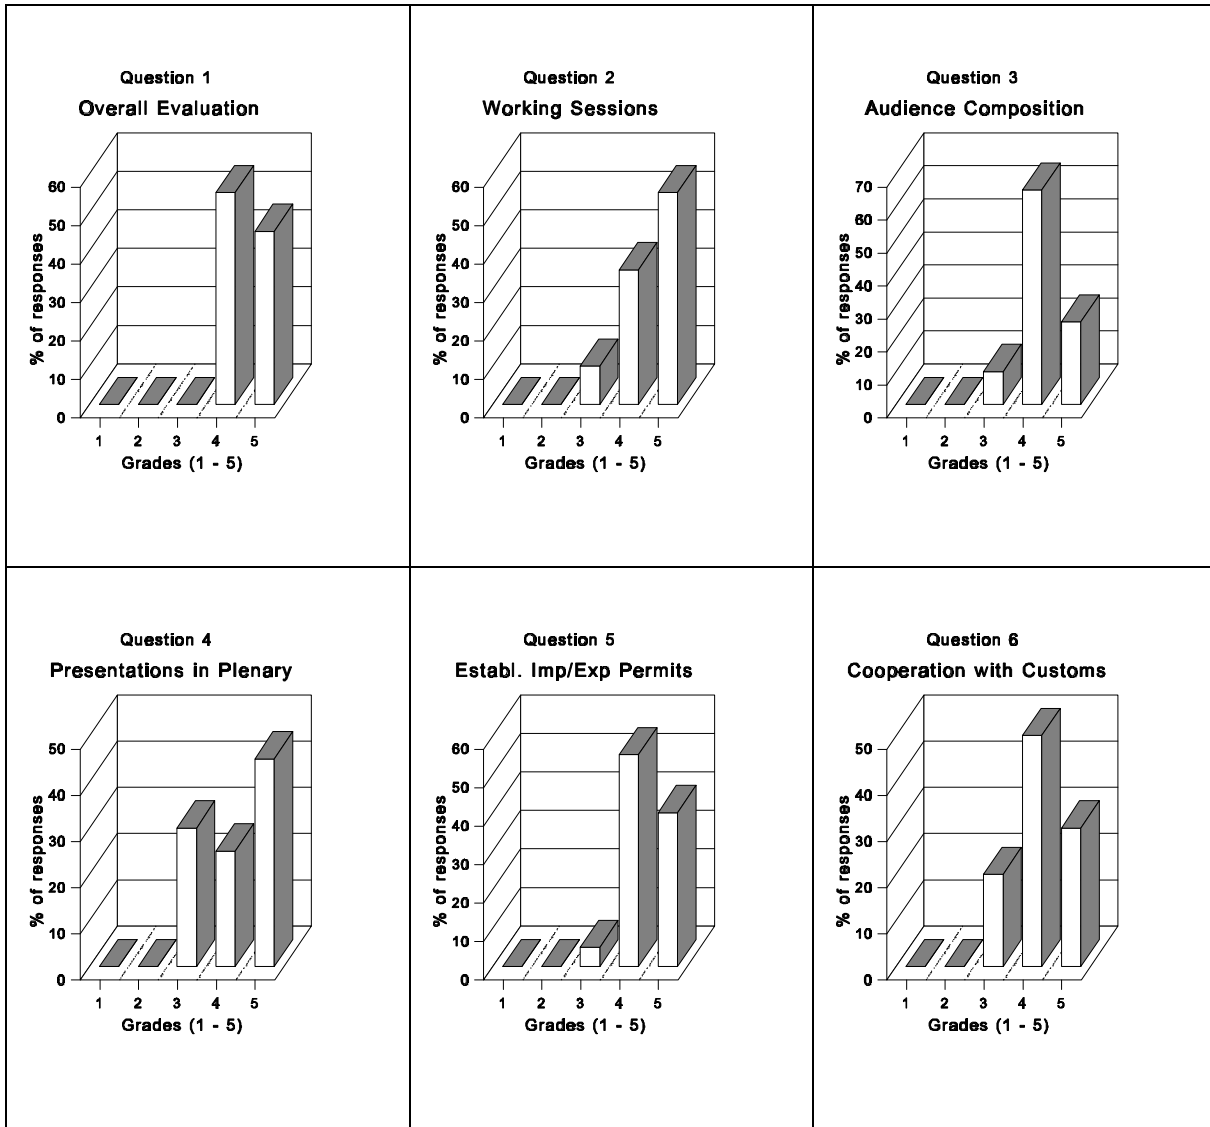 Question 1
Overall Evaluation
60
50
40
30
20
10
0
% of responses
1 2 3 4 5
Grades (1 - 5)
Question 2
Working Sessions
60
50
40
30
20
10
0
% of responses
1 2 3 4 5
Grades (1 - 5)
Question 3
Audience Composition
70
60
50
40
30
20
10
0
% of responses
1 2 3 4 5
Grades (1 - 5)
Question 4
Presentations in Plenary
50
40
30
20
10
0
% of responses
1 2 3 4 5
Grades (1 - 5)
Question 5
Establ. Imp/Exp Permits
60
50
40
30
20
10
0
% of responses
1 2 3 4 5
Grades (1 - 5)
Question 6
Cooperation with Customs
50
40
30
20
10
0
% of responses
1 2 3 4 5
Grades (1 - 5)